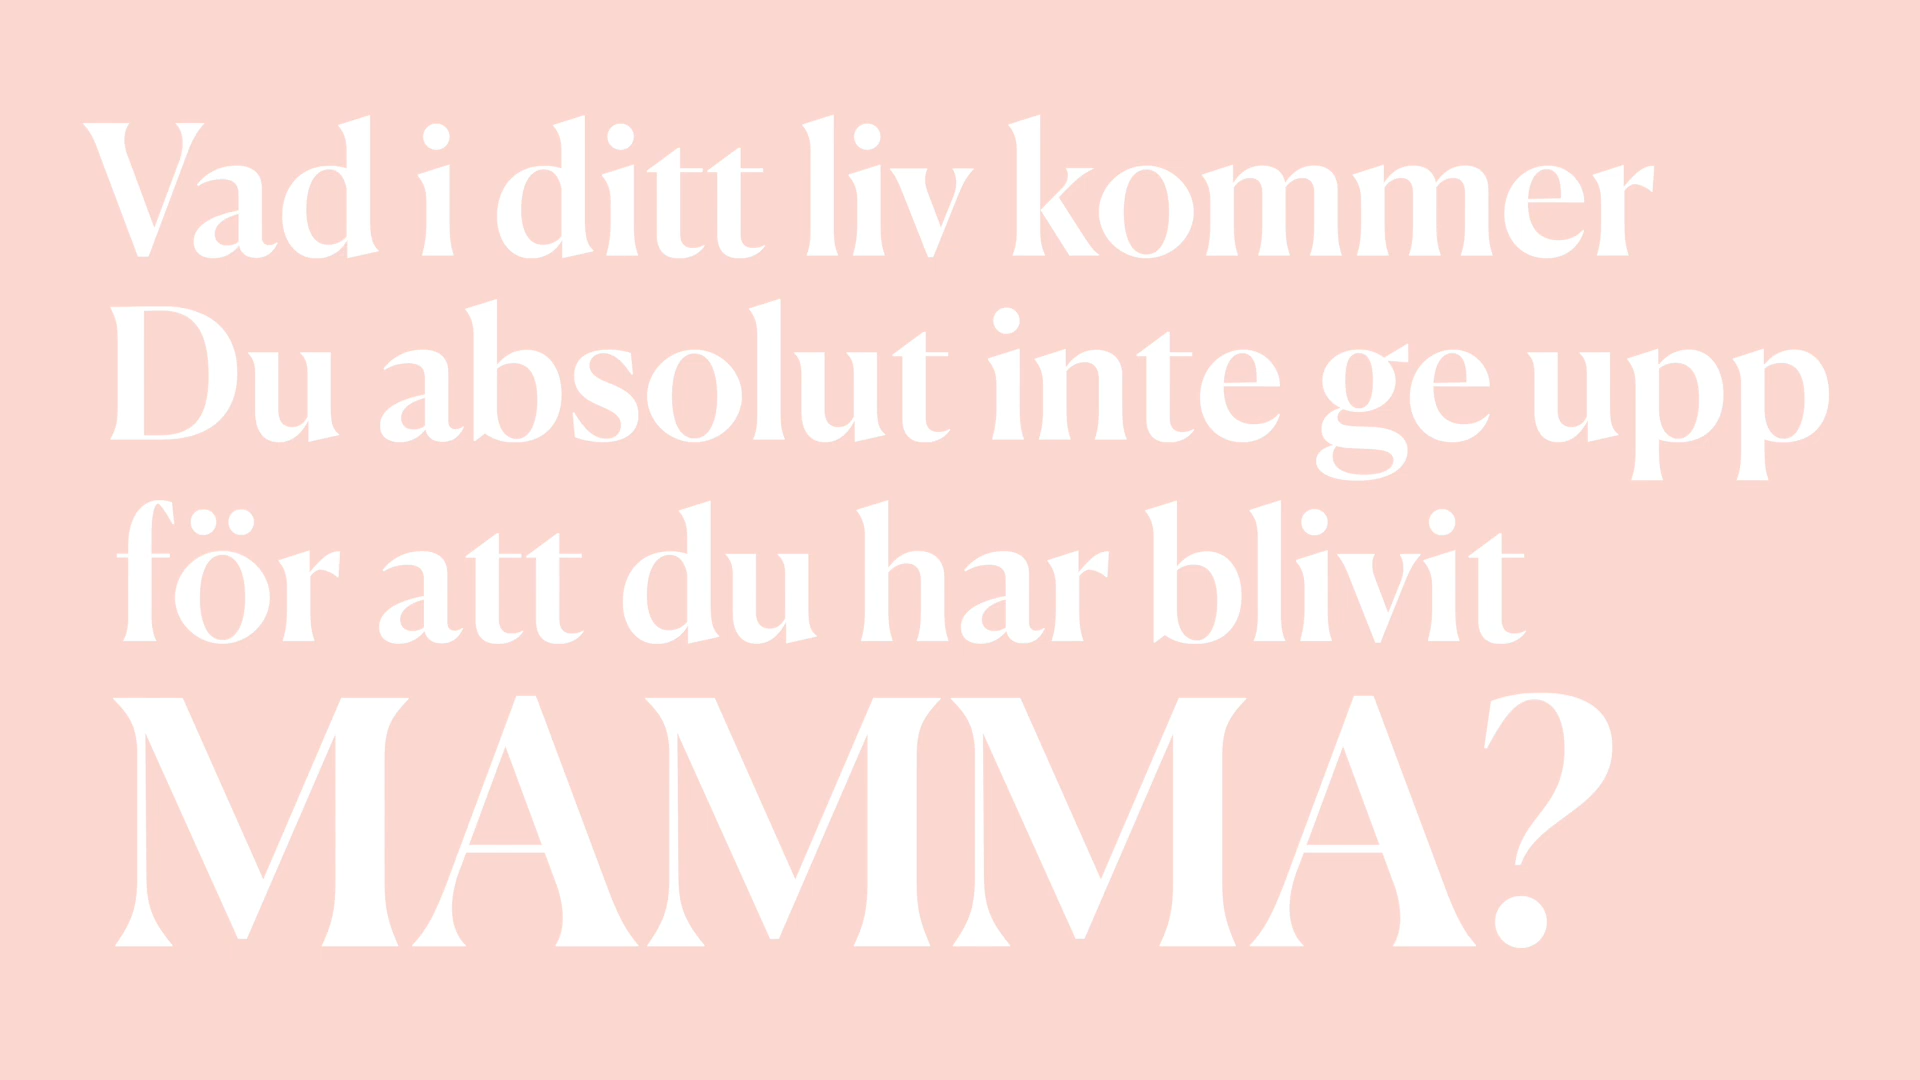 Vad i ditt liv kommer
Du absolut inte ge upp
för att du har blivit
MAMMA?